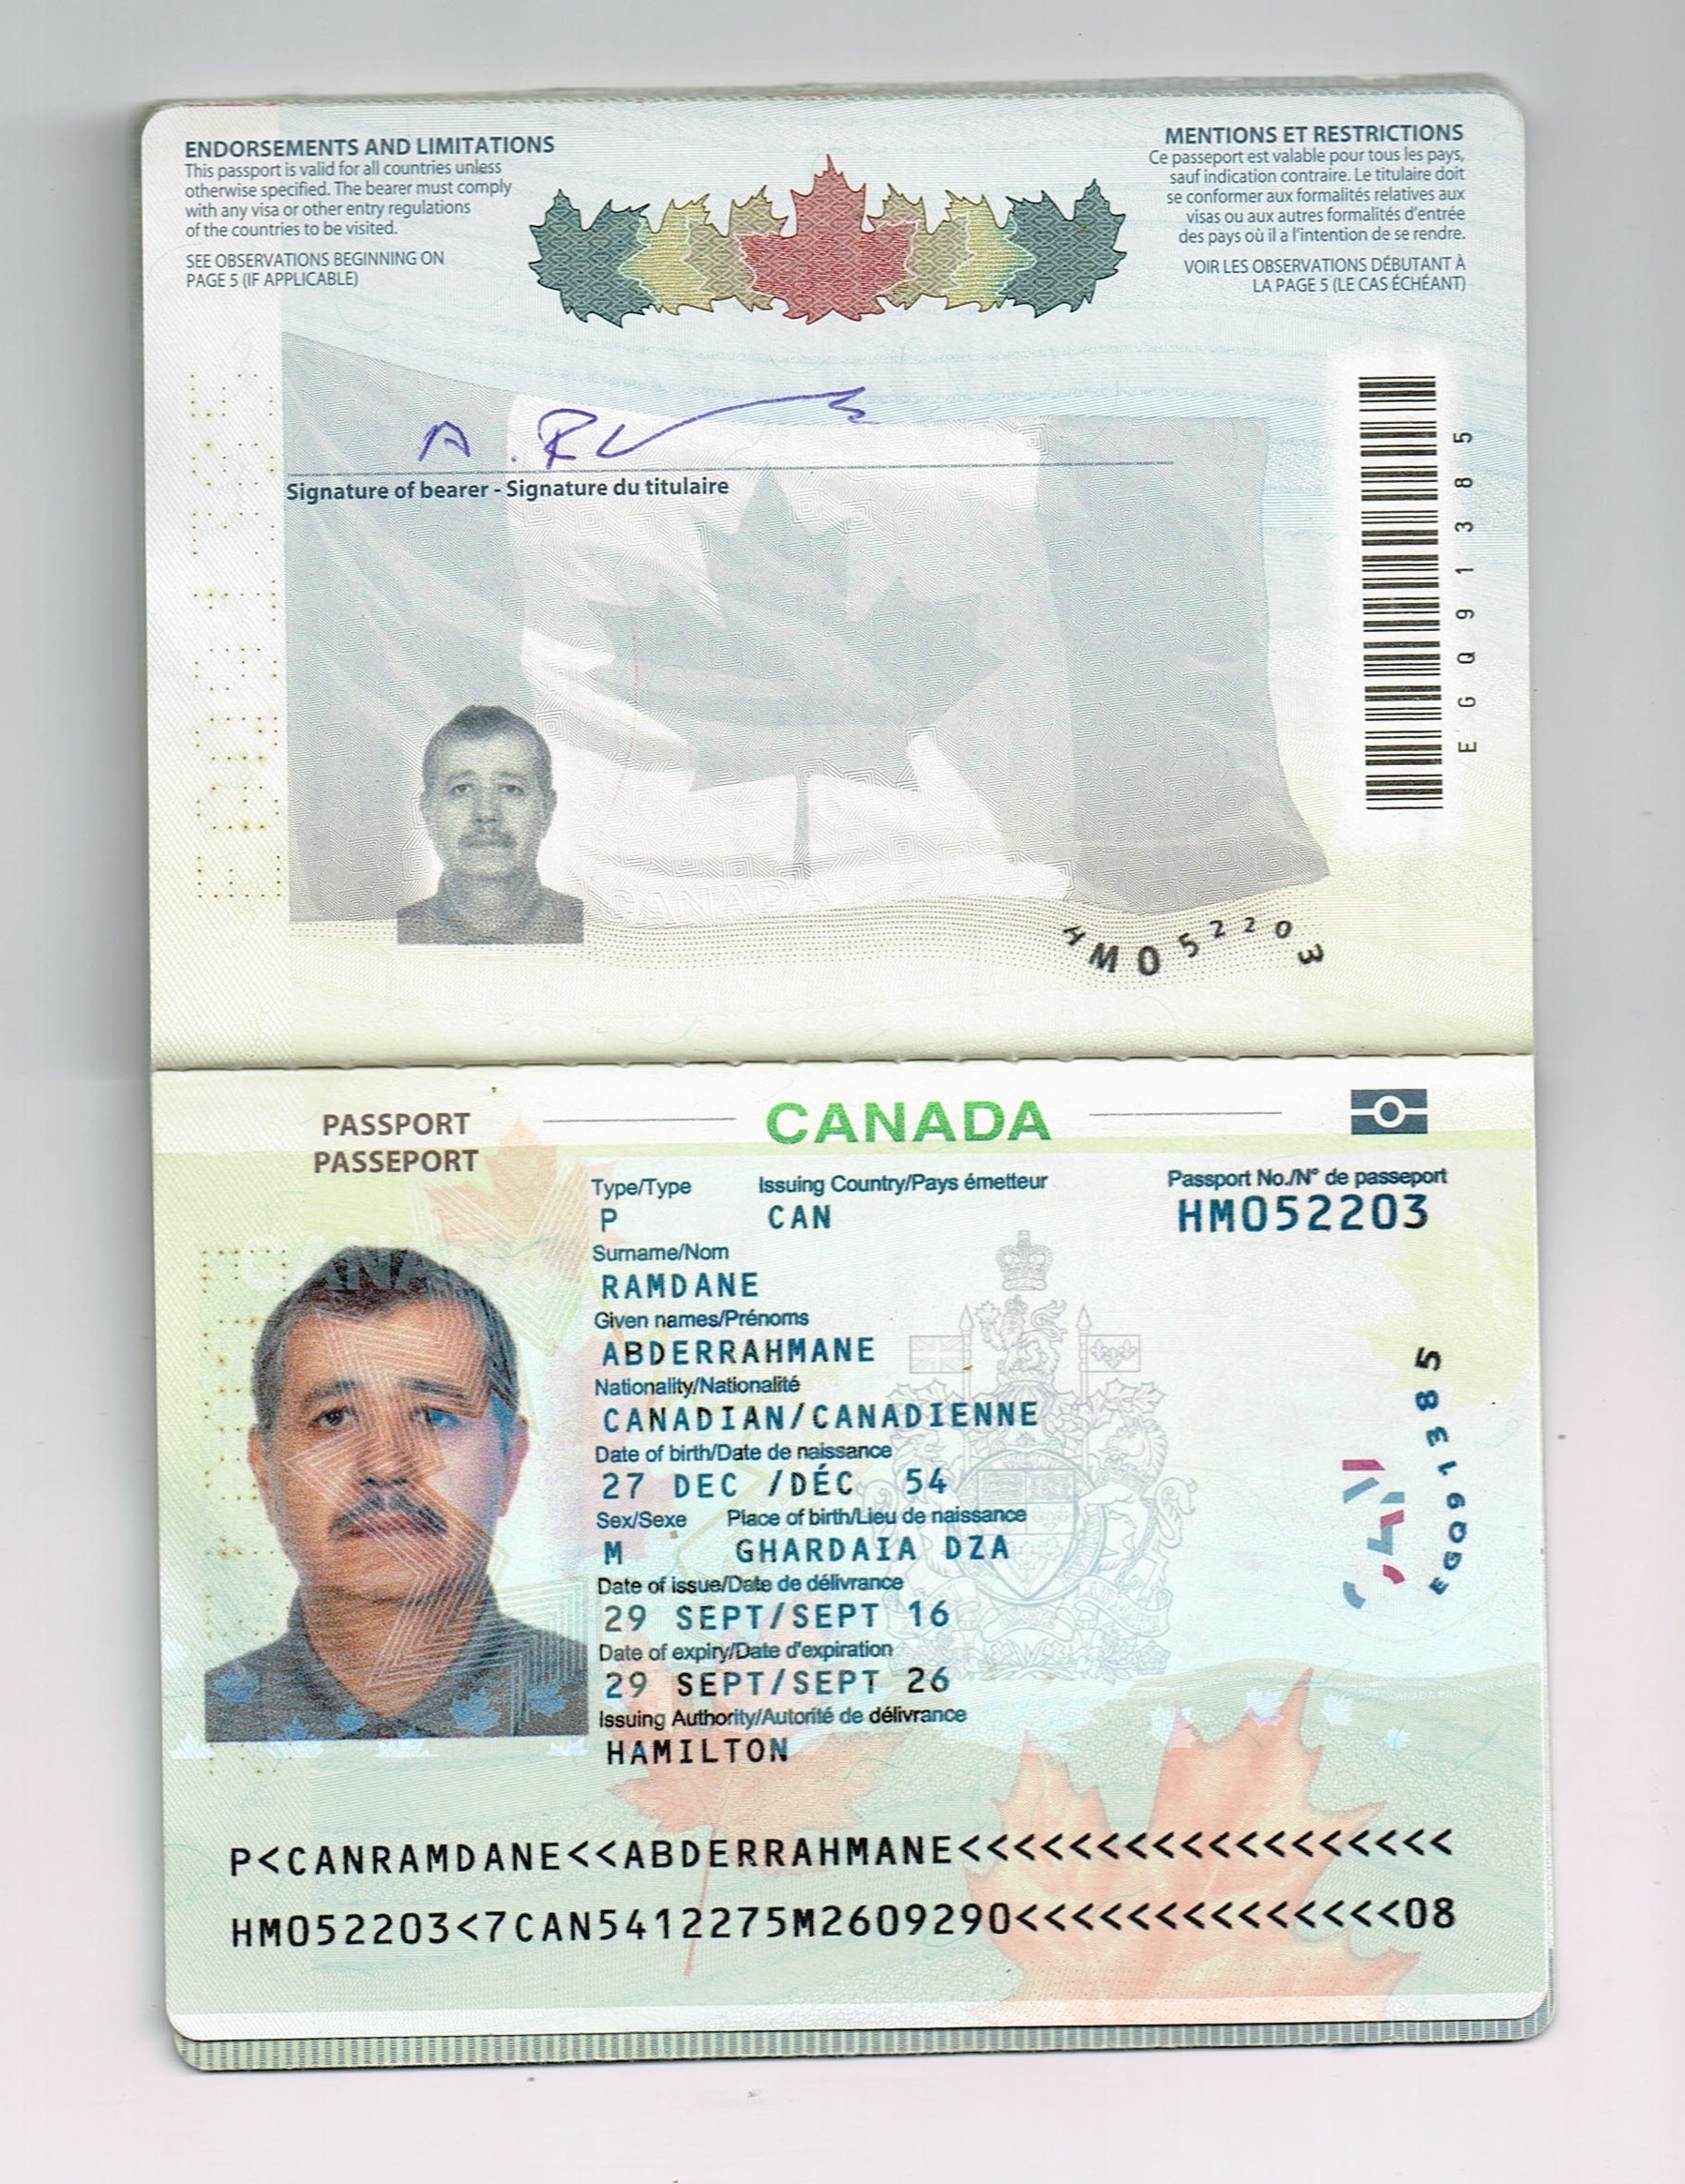 ENDORSEMENTS AND LIMITATIONS
This passport is valid for all countries unless
otherwise specified. The bearer must comply
with any visa or other entry regulations
of the countries to be visited.
SEE OBSERVATIONS BEGINNING ON
PAGE 5 (IF APPLICABLE)
MENTIONS ET RESTRICTIONS
Ce passeport est valable pour tous les pays,
sauf indication contraire. Le titulaire doit
se conformer aux formalités relatives aux
visas ou aux autres formalités d'entrée
des pays où il a l'intention de se rendre.
VOIR LES OBSERVATIONS DÉBUTANT À
LA PAGE 5 (LE CAS ÉCHÉANT)
Signature of bearer - Signature du titulaire
EGQ91385
CANADA
HM052203
PASSPORT
PASSEPORT
CANADA
Type/Type Issuing Country/Pays émetteur Passport No./N° de passeport
P CAN HM052203
Surname/Nom
RAMDANE
Given names/Prénoms
ABDERRAHMANE
Nationality/Nationalité
CANADIAN/CANADIENNE
Date of birth/Date de naissance
27 DEC /DÉC 54
Sex/Sexe Place of birth/Lieu de naissance
M GHARDAIA DZA
Date of issue/Date de délivrance
29 SEPT/SEPT 16
Date of expiry/Date d'expiration
29 SEPT/SEPT 26
Issuing Authority/Autorité de délivrance
HAMILTON
EGQ91385
P<CANRAMDANE<<ABDERRAHMANE<<<<<<<<<<<<<<<<<<
HM052203<7CAN5412275M2609290<<<<<<<<<<<<<<08